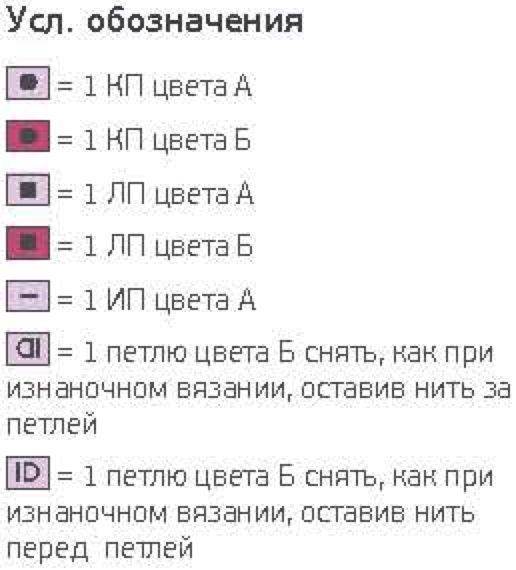 Усл. обозначения
= 1 КП цвета А
= 1 КП цвета Б
= 1 ЛП цвета А
= 1 ЛП цвета Б
= 1 ИП цвета А
= 1 петлю цвета Б снять, как при
изнаночном вязании, оставив нить за
петлей
ID = 1 петлю цвета Б снять, как при
изнаночном вязании, оставив нить
перед петлей